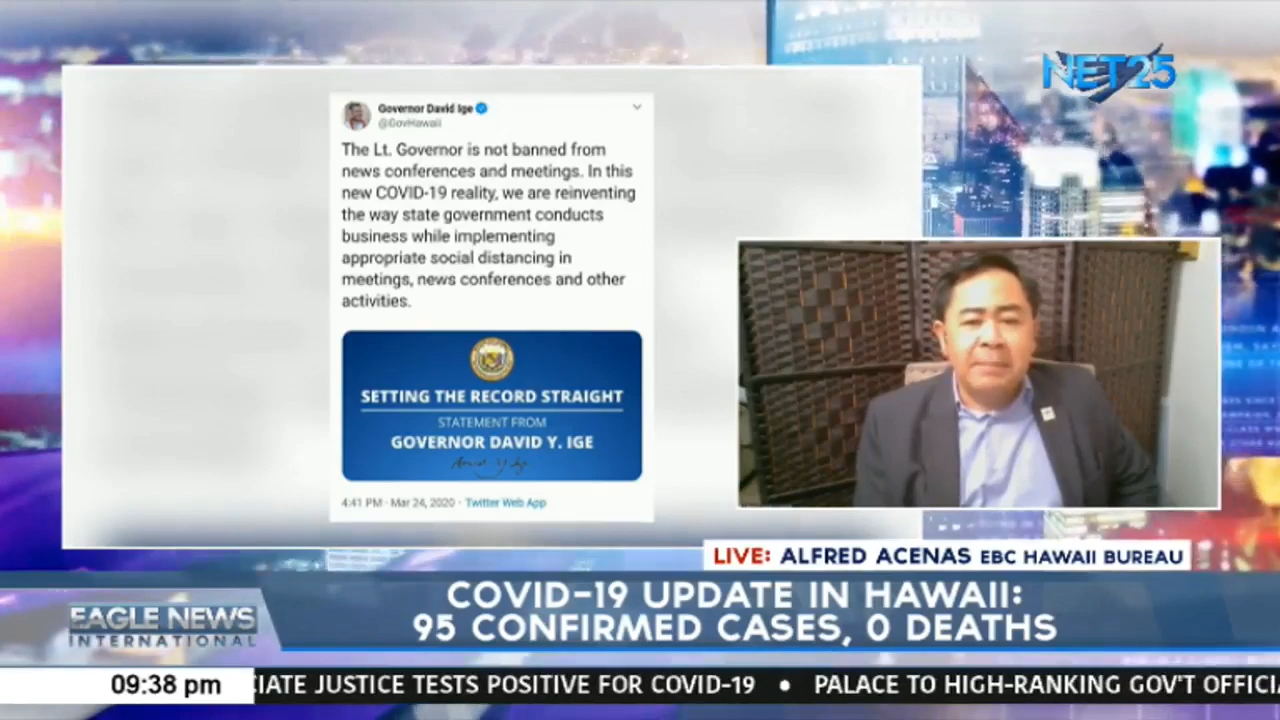 NET25
Governor David Ige
@GovHawaii
The Lt. Governor is not banned from
news conferences and meetings. In this
new COVID-19 reality, we are reinventing
the way state government conducts
business while implementing
appropriate social distancing in
meetings, news conferences and other
activities.
SETTING THE RECORD STRAIGHT
STATEMENT FROM
GOVERNOR DAVID Y. IGE
4:41 PM · Mar 24, 2020 · Twitter Web App
LIVE: ALFRED ACENAS EBC HAWAII BUREAU
COVID-19 UPDATE IN HAWAII:
95 CONFIRMED CASES, 0 DEATHS
EAGLE NEWS
INTERNATIONAL
09:38 pm
IATE JUSTICE TESTS POSITIVE FOR COVID-19 • PALACE TO HIGH-RANKING GOV'T OFFICI